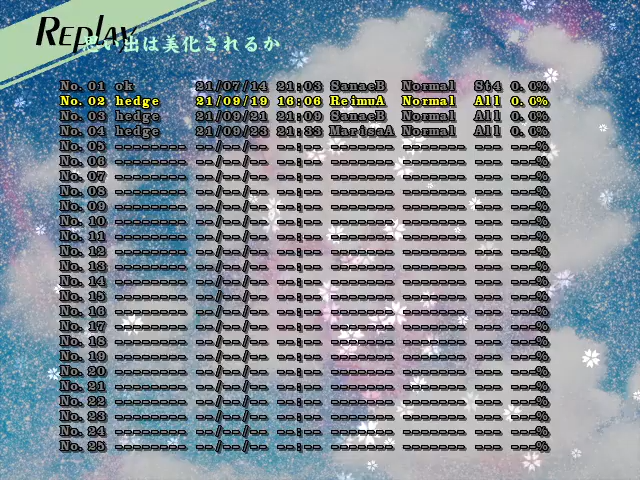 Replay
思い出は美化されるか
No. 01 ok 21/07/14 21:03 SanaeB Normal St4 0.0%
No. 02 hedge 21/09/19 16:06 ReimuA Normal All 0.0%
No. 03 hedge 21/09/21 21:09 SanaeB Normal All 0.0%
No. 04 hedge 21/09/23 21:33 MarisaA Normal All 0.0%
No. 05 -------- --/--/-- --:-- ------- ------- --- ---%
No. 06 -------- --/--/-- --:-- ------- ------- --- ---%
No. 07 -------- --/--/-- --:-- ------- ------- --- ---%
No. 08 -------- --/--/-- --:-- ------- ------- --- ---%
No. 09 -------- --/--/-- --:-- ------- ------- --- ---%
No. 10 -------- --/--/-- --:-- ------- ------- --- ---%
No. 11 -------- --/--/-- --:-- ------- ------- --- ---%
No. 12 -------- --/--/-- --:-- ------- ------- --- ---%
No. 13 -------- --/--/-- --:-- ------- ------- --- ---%
No. 14 -------- --/--/-- --:-- ------- ------- --- ---%
No. 15 -------- --/--/-- --:-- ------- ------- --- ---%
No. 16 -------- --/--/-- --:-- ------- ------- --- ---%
No. 17 -------- --/--/-- --:-- ------- ------- --- ---%
No. 18 -------- --/--/-- --:-- ------- ------- --- ---%
No. 19 -------- --/--/-- --:-- ------- ------- --- ---%
No. 20 -------- --/--/-- --:-- ------- ------- --- ---%
No. 21 -------- --/--/-- --:-- ------- ------- --- ---%
No. 22 -------- --/--/-- --:-- ------- ------- --- ---%
No. 23 -------- --/--/-- --:-- ------- ------- --- ---%
No. 24 -------- --/--/-- --:-- ------- ------- --- ---%
No. 25 -------- --/--/-- --:-- ------- ------- --- ---%